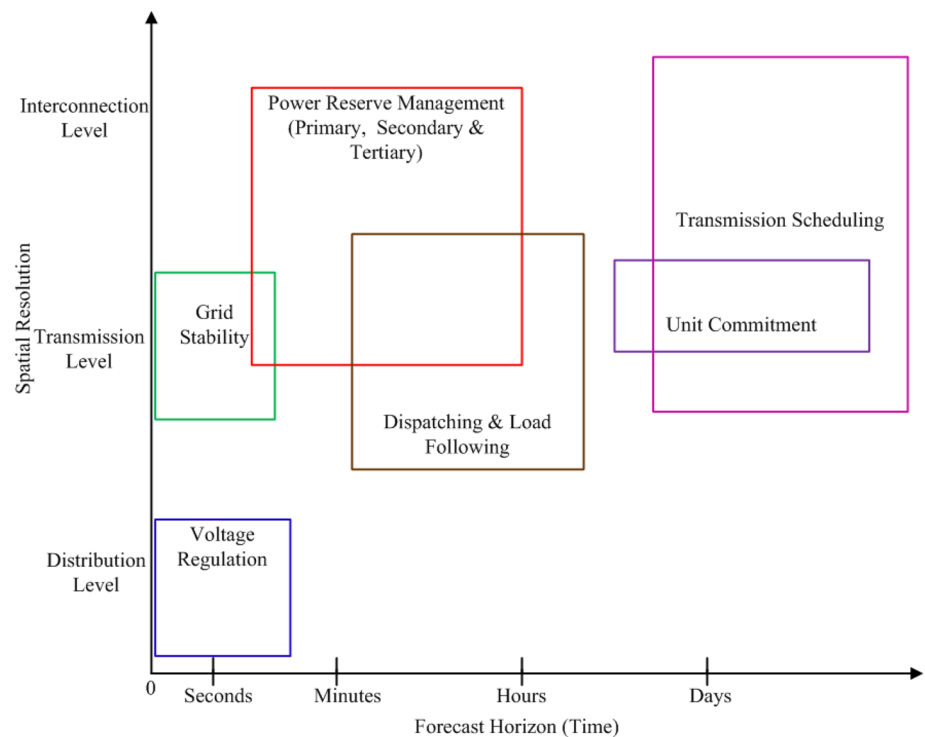 Interconnection
Level
Power Reserve Management
(Primary, Secondary &
Tertiary)
Transmission Scheduling
Spatial Resolution
Grid
Stability
Transmission
Level
Unit Commitment
Dispatching & Load
Following
Voltage
Regulation
Distribution
Level
0
Seconds
Minutes
Hours
Days
Forecast Horizon (Time)